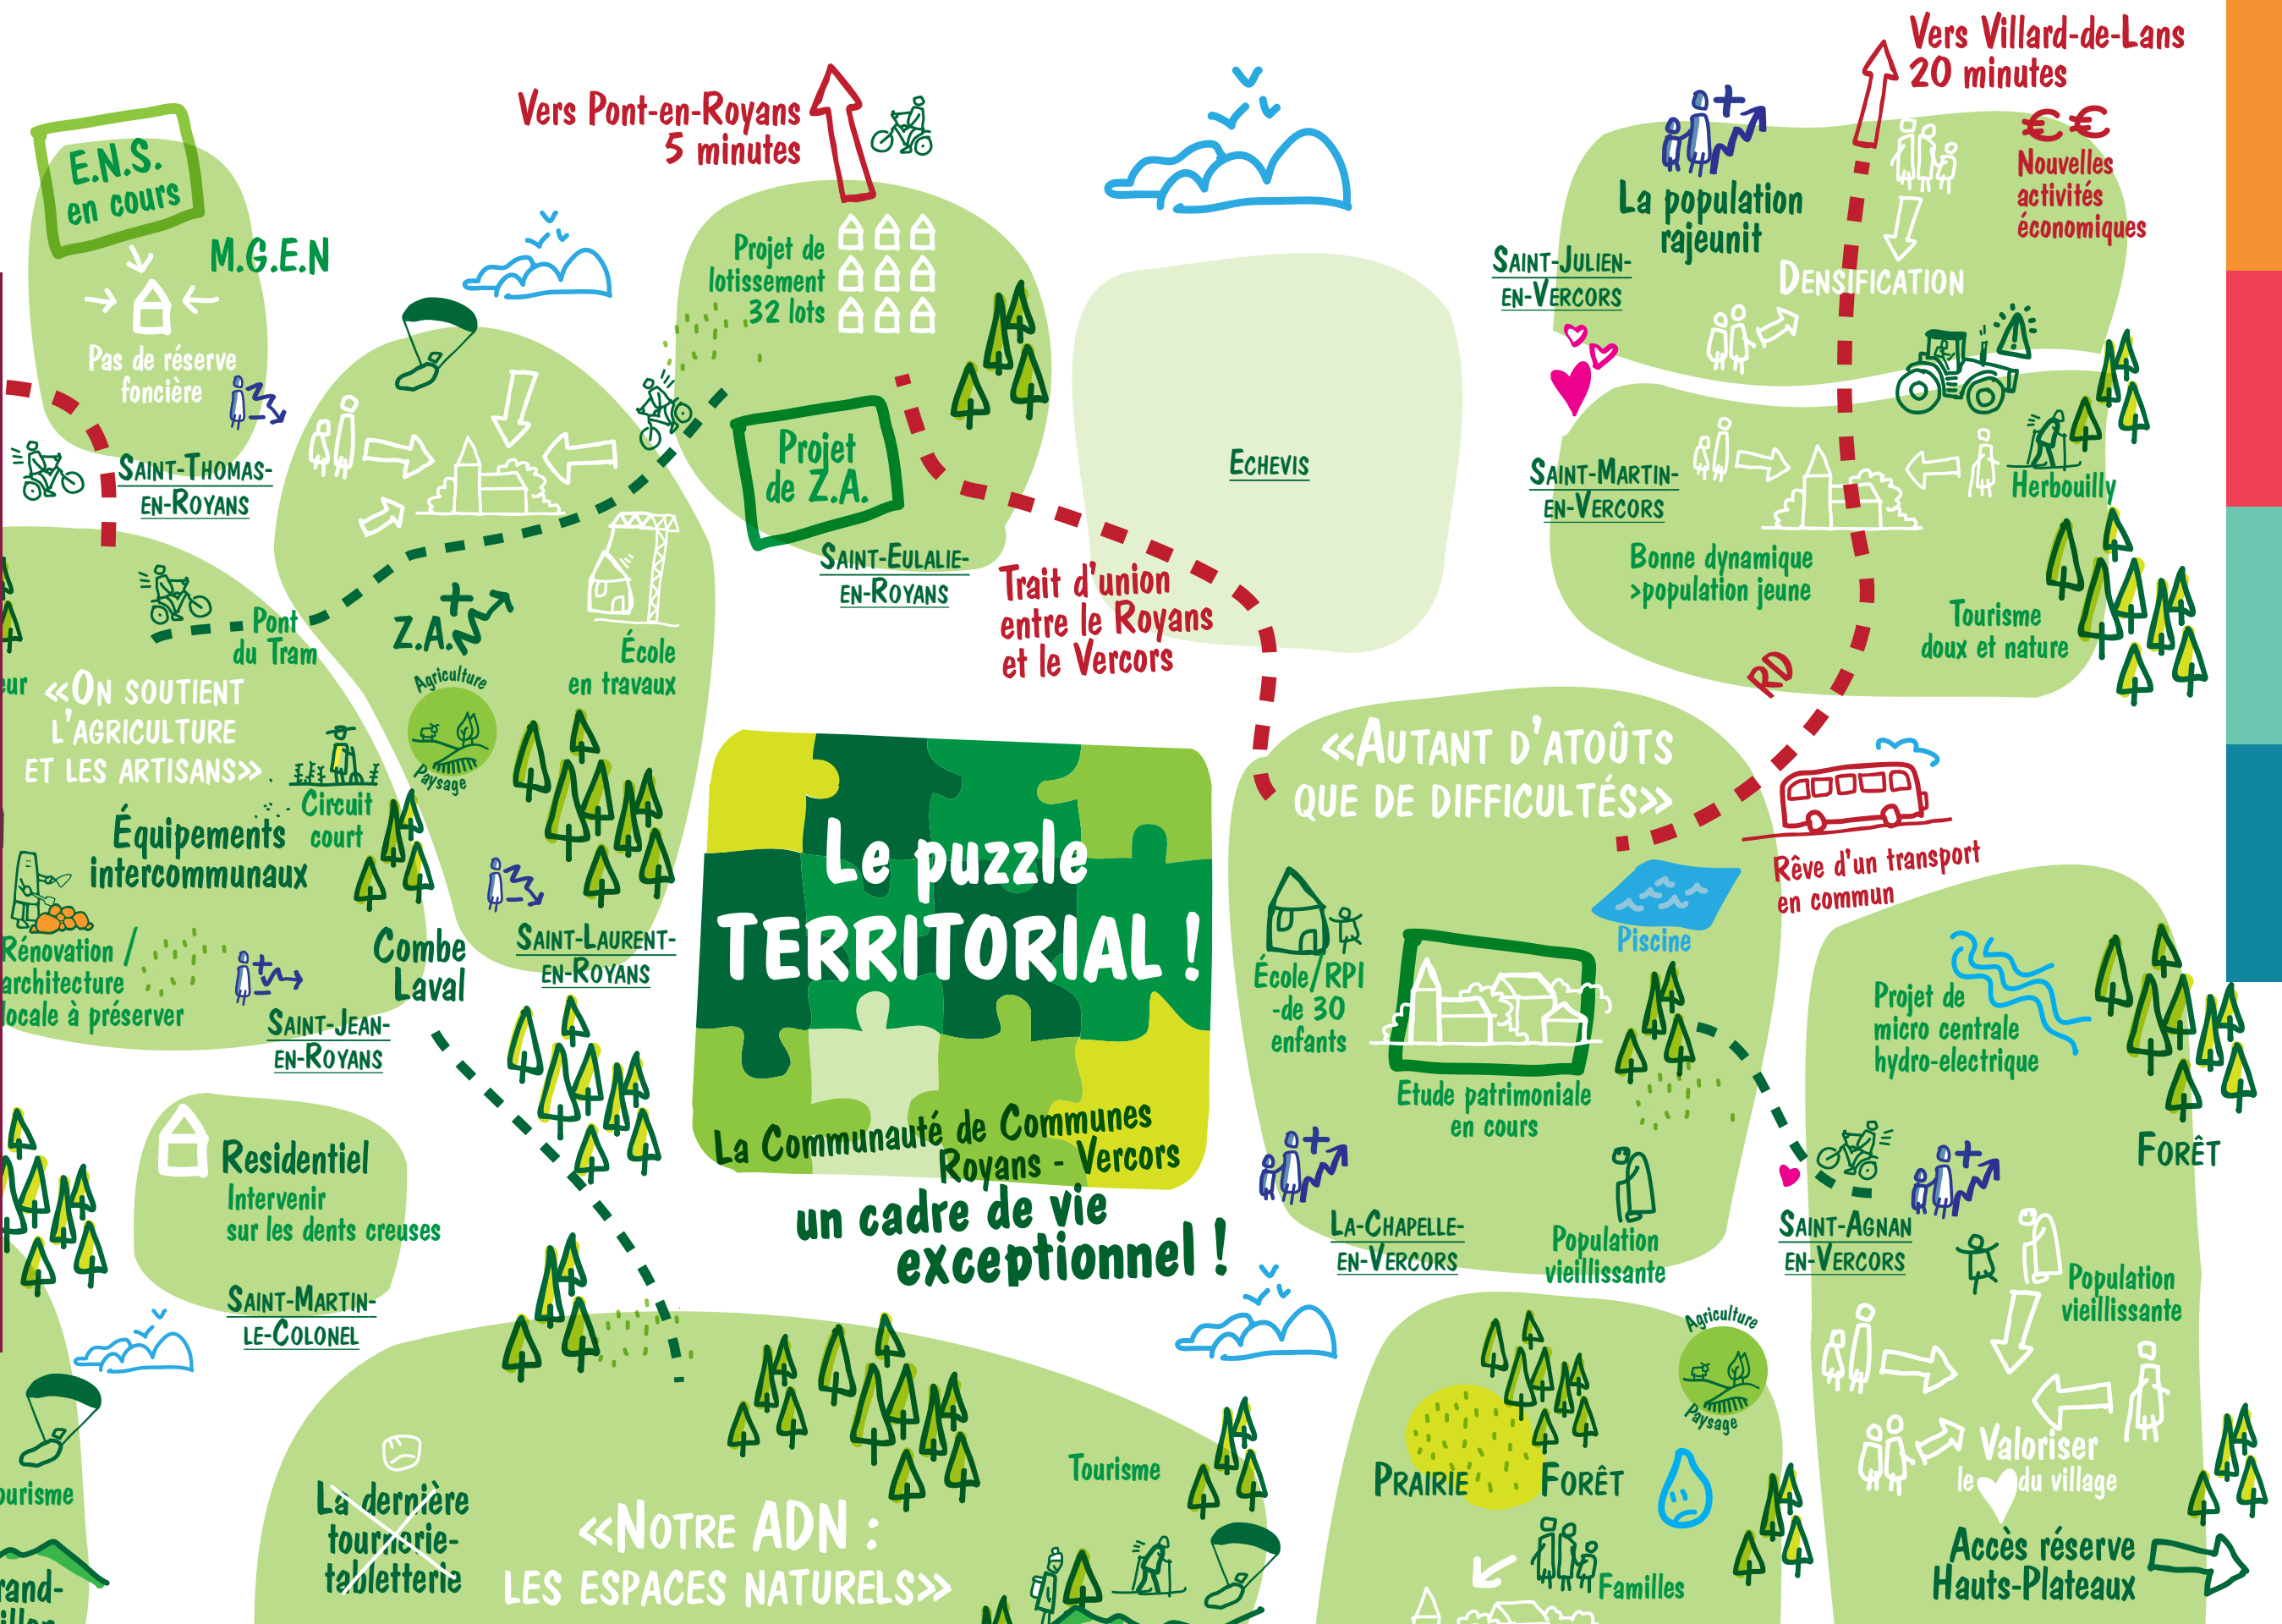 Vers Villard-de-Lans
20 minutes
Vers Pont-en-Royans
5 minutes
E.N.S.
en cours
M.G.E.N
Pas de réserve
foncière
SAINT-THOMAS-
EN-ROYANS
Projet de
lotissement
32 lots
Projet
de Z.A.
SAINT-EULALIE-
EN-ROYANS
ECHEVIS
La population
rajeunit
€€
Nouvelles
activités
économiques
SAINT-JULIEN-
EN-VERCORS
DENSIFICATION
SAINT-MARTIN-
EN-VERCORS
Herbouilly
Bonne dynamique
>population jeune
Tourisme
doux et nature
RD
Trait d'union
entre le Royans
et le Vercors
Pont
du Tram
Z.A.
École
en travaux
Agriculture
Paysage
«ON SOUTIENT
L'AGRICULTURE
ET LES ARTISANS»
Circuit
court
Équipements
intercommunaux
Rénovation /
architecture
locale à préserver
Combe
Laval
SAINT-LAURENT-
EN-ROYANS
SAINT-JEAN-
EN-ROYANS
Le puzzle
TERRITORIAL !
La Communauté de Communes
Royans - Vercors
un cadre de vie
exceptionnel !
«AUTANT D'ATOÛTS
QUE DE DIFFICULTÉS»
Rêve d'un transport
en commun
Piscine
École/RPI
-de 30
enfants
Etude patrimoniale
en cours
LA-CHAPELLE-
EN-VERCORS
Population
vieillissante
Projet de
micro centrale
hydro-electrique
FORÊT
SAINT-AGNAN
EN-VERCORS
Population
vieillissante
Valoriser
le du village
Accès réserve
Hauts-Plateaux
Residentiel
Intervenir
sur les dents creuses
SAINT-MARTIN-
LE-COLONEL
La dernière
tournerie-
tabletterie
«NOTRE ADN :
LES ESPACES NATURELS»
Tourisme
Agriculture
Paysage
PRAIRIE
FORÊT
Familles